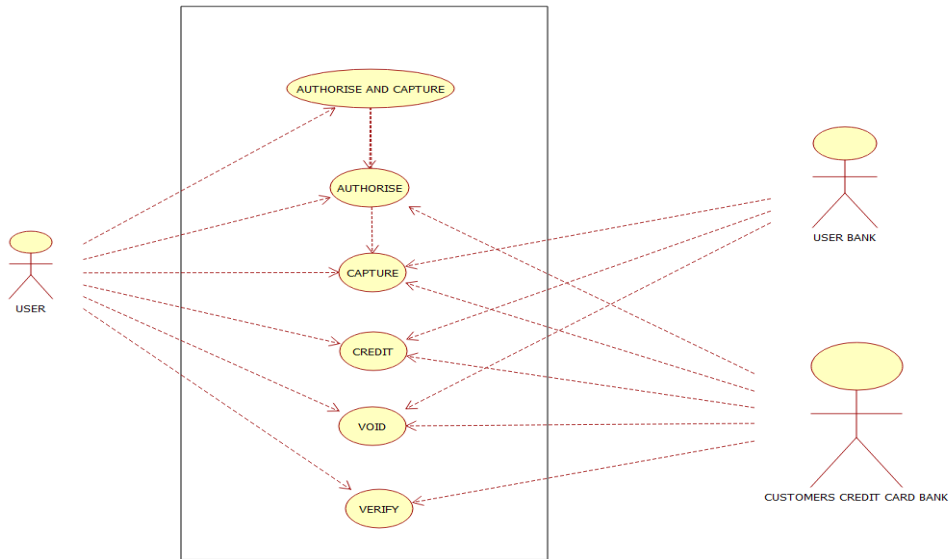 AUTHORISE AND CAPTURE
AUTHORISE
CAPTURE
CREDIT
VOID
VERIFY
USER
USER BANK
CUSTOMERS CREDIT CARD BANK